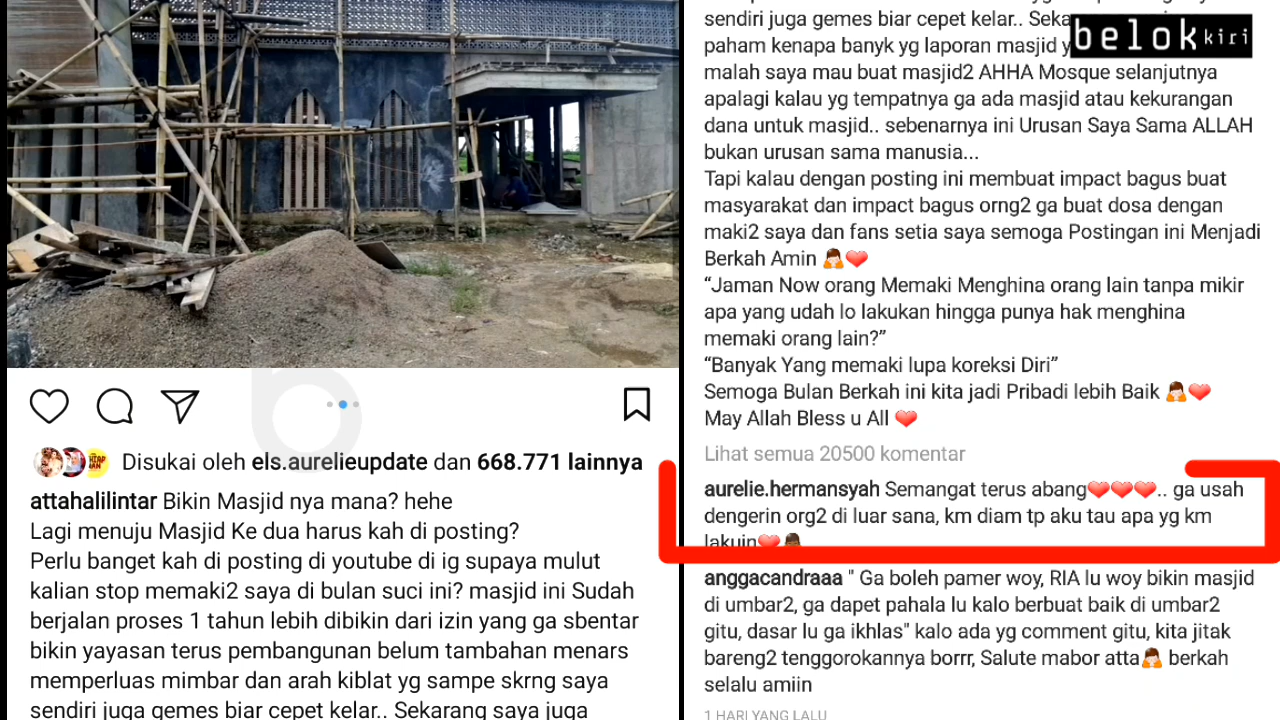 Disukai oleh els.aurelieupdate dan 668.771 lainnya
attahalilintar Bikin Masjid nya mana? hehe
Lagi menuju Masjid Ke dua harus kah di posting?
Perlu banget kah di posting di youtube di ig supaya mulut
kalian stop memaki2 saya di bulan suci ini? masjid ini Sudah
berjalan proses 1 tahun lebih dibikin dari izin yang ga sbentar
bikin yayasan terus pembangunan belum tambahan menars
memperluas mimbar dan arah kiblat yg sampe skrng saya
sendiri juga gemes biar cepet kelar.. Sekarang saya juga
sendiri juga gemes biar cepet kelar..
belok kiri
paham kenapa banyk yg laporan masjid
malah saya mau buat masjid2 AHHA Mosque selanjutnya
apalagi kalau yg tempatnya ga ada masjid atau kekurangan
dana untuk masjid.. sebenarnya ini Urusan Saya Sama ALLAH
bukan urusan sama manusia...
Tapi kalau dengan posting ini membuat impact bagus buat
masyarakat dan impact bagus orng2 ga buat dosa dengan
maki2 saya dan fans setia saya semoga Postingan ini Menjadi
Berkah Amin 🙏❤
“Jaman Now orang Memaki Menghina orang lain tanpa mikir
apa yang udah lo lakukan hingga punya hak menghina
memaki orang lain?”
“Banyak Yang memaki lupa koreksi Diri”
Semoga Bulan Berkah ini kita jadi Pribadi lebih Baik 🙏❤
May Allah Bless u All ❤
Lihat semua 20500 komentar
aurelie.hermansyah Semangat terus abang❤❤❤.. ga usah
dengerin org2 di luar sana, km diam tp aku tau apa yg km
lakuin❤
anggacandraaa " Ga boleh pamer woy, RIA lu woy bikin masjid
di umbar2, ga dapet pahala lu kalo berbuat baik di umbar2
gitu, dasar lu ga ikhlas" kalo ada yg comment gitu, kita jitak
bareng2 tenggorokannya borrr, Salute mabor atta🙏 berkah
selalu amiin
1 HARI YANG LALU